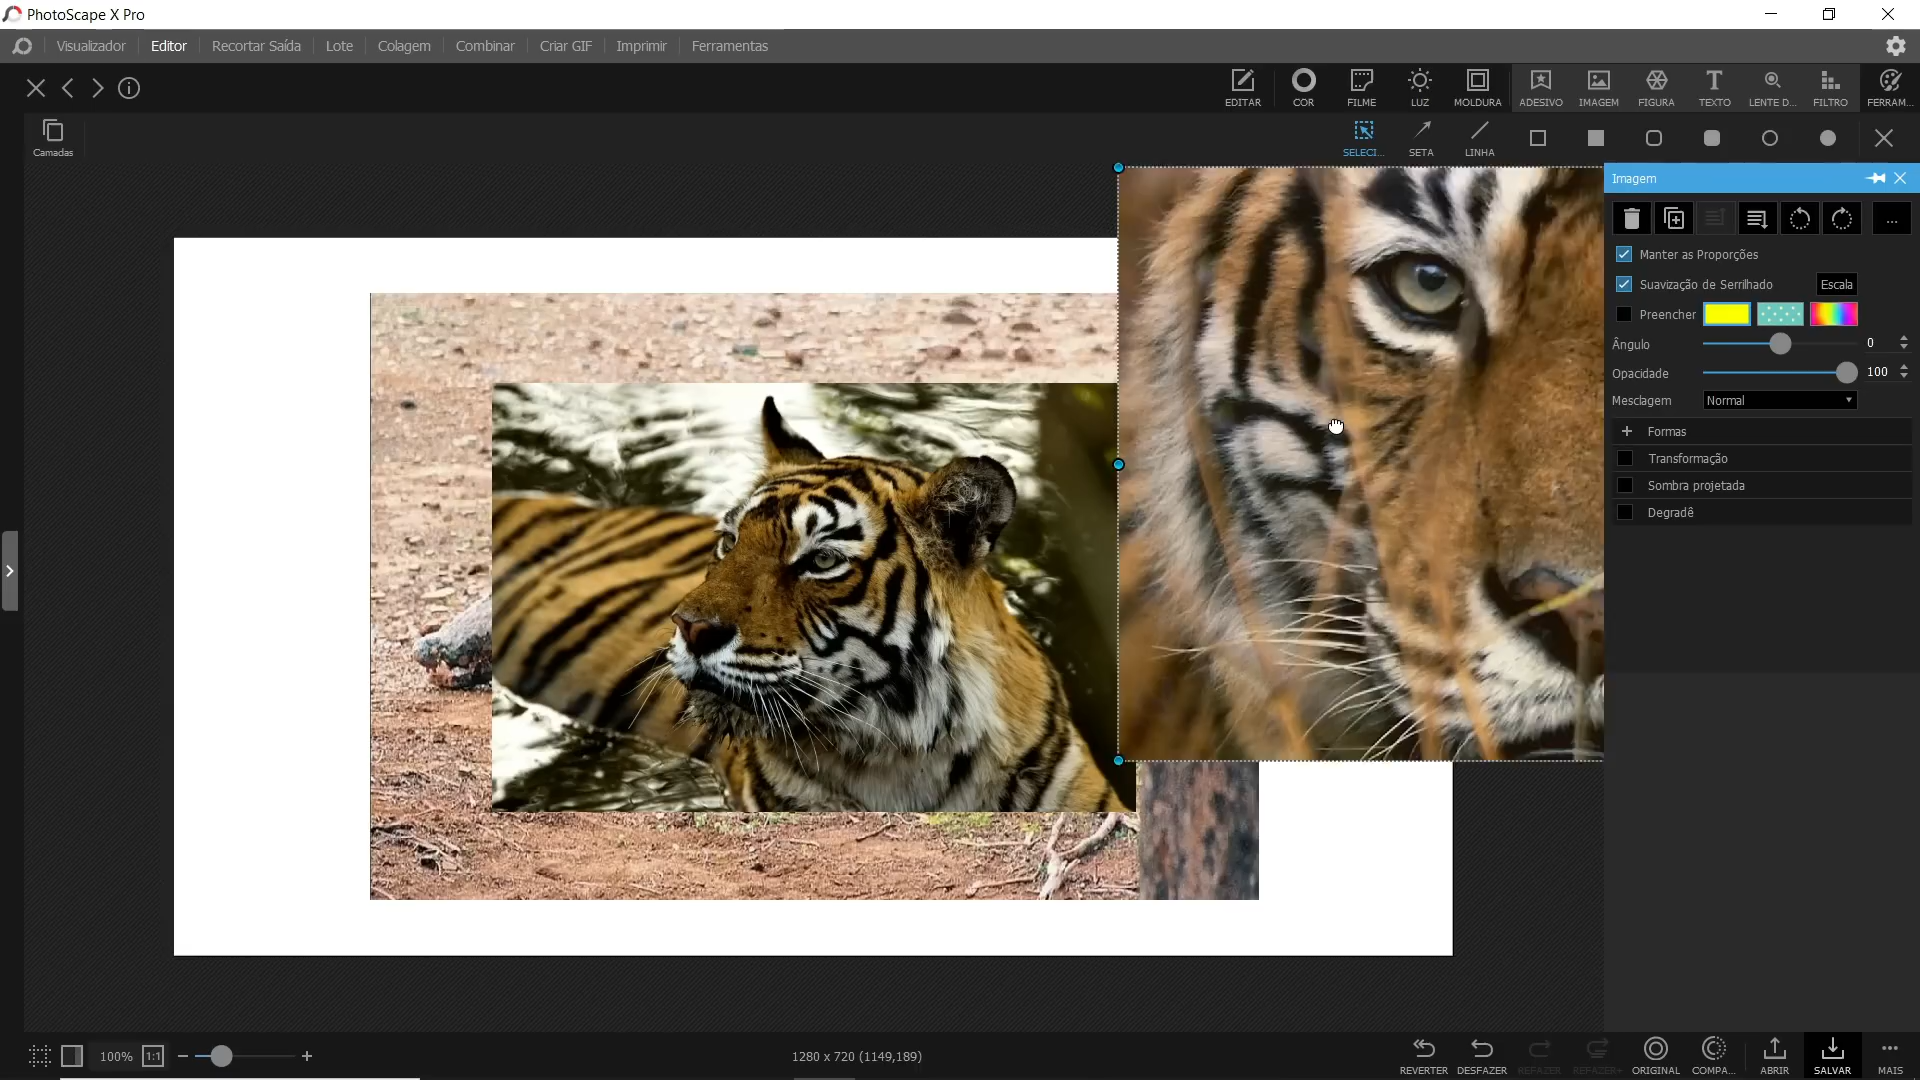 PhotoScape X Pro
Visualizador
Editor
Recortar Saída
Lote
Colagem
Combinar
Criar GIF
Imprimir
Ferramentas
EDITAR
COR
FILME
LUZ
MOLDURA
ADESIVO
IMAGEM
FIGURA
TEXTO
LENTE D...
FILTRO
FERRAM...
Camadas
SELECI...
SETA
LINHA
Imagem
...
Manter as Proporções
Suavização de Serrilhado
Escala
Preencher
Ângulo
0
Opacidade
100
Mesclagem
Normal
Formas
Transformação
Sombra projetada
Degradê
100%
1:1
1280 x 720 (1149,189)
REVERTER
DESFAZER
REFAZER
REFAZER+
ORIGINAL
COMPA...
ABRIR
SALVAR
MAIS